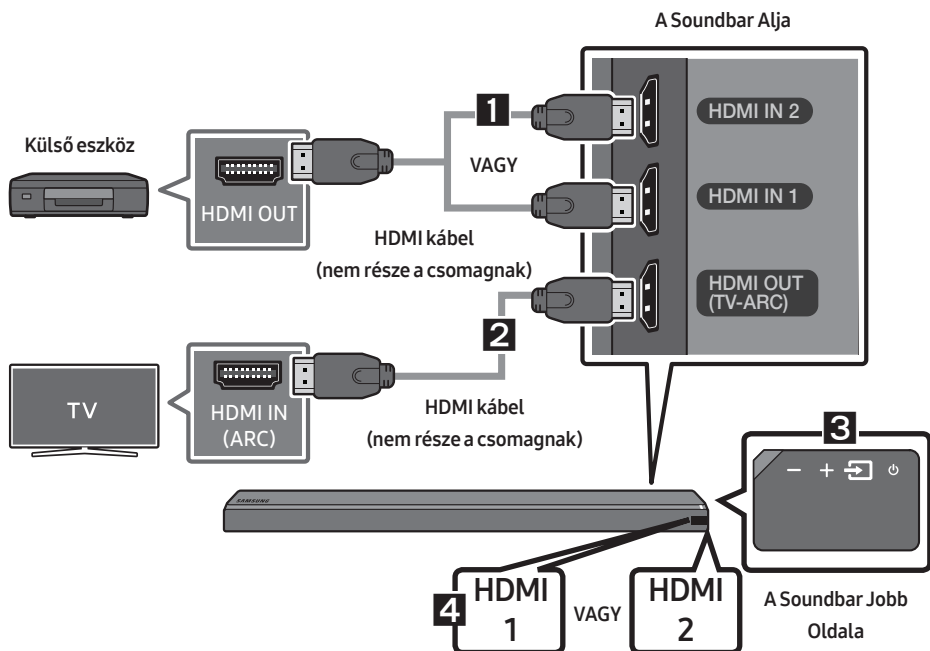 A Soundbar Alja
1
HDMI IN 2
Külső eszköz
VAGY
HDMI OUT
HDMI IN 1
HDMI kábel
(nem része a csomagnak)
HDMI OUT
(TV-ARC)
2
TV
HDMI IN
(ARC)
HDMI kábel
(nem része a csomagnak)
3
− +
SAMSUNG
4
HDMI
1
VAGY
HDMI
2
A Soundbar Jobb
Oldala